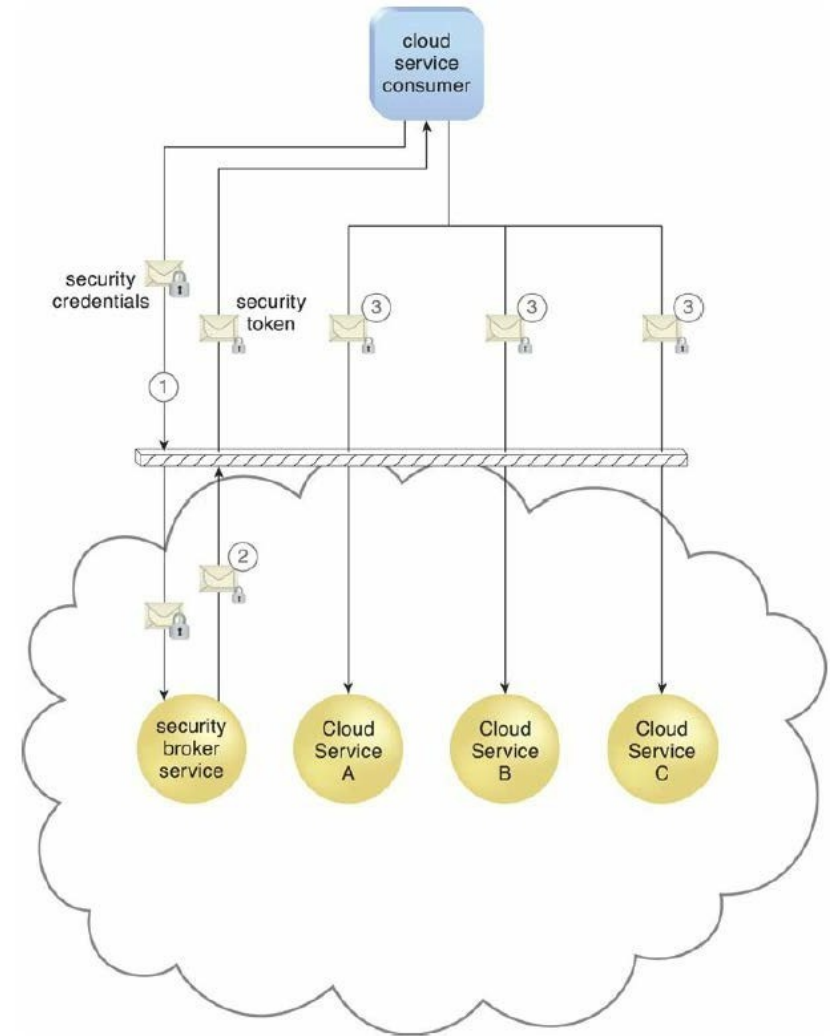 cloud
service
consumer
security
credentials
security
token
3
3
3
1
2
security
broker
service
Cloud
Service
A
Cloud
Service
B
Cloud
Service
C